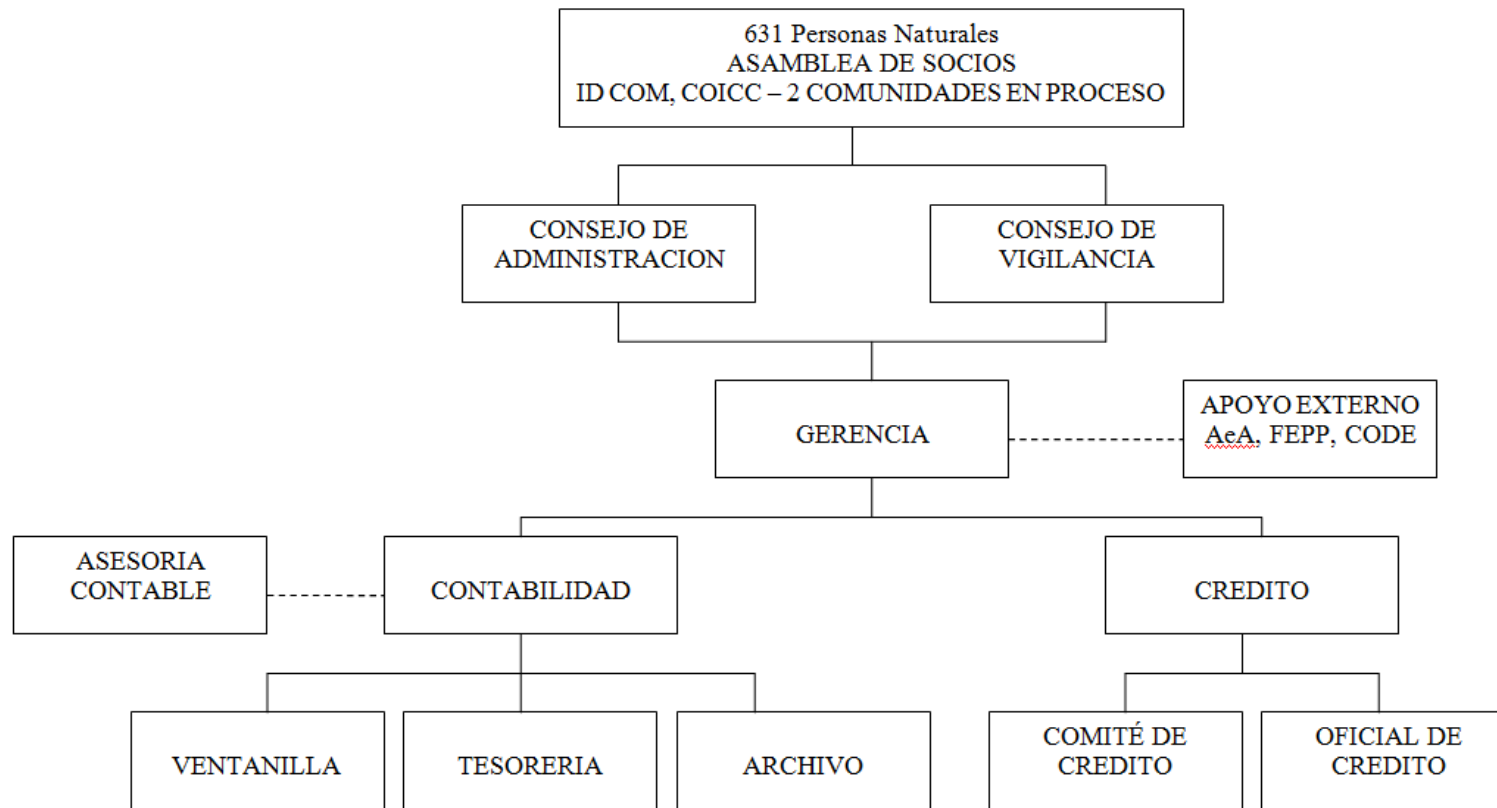 631 Personas Naturales
ASAMBLEA DE SOCIOS
ID COM, COICC – 2 COMUNIDADES EN PROCESO
CONSEJO DE
ADMINISTRACION
CONSEJO DE
VIGILANCIA
GERENCIA
APOYO EXTERNO
AeA, FEPP, CODE
ASESORIA
CONTABLE
CONTABILIDAD
CREDITO
VENTANILLA
TESORERIA
ARCHIVO
COMITÉ DE
CREDITO
OFICIAL DE
CREDITO